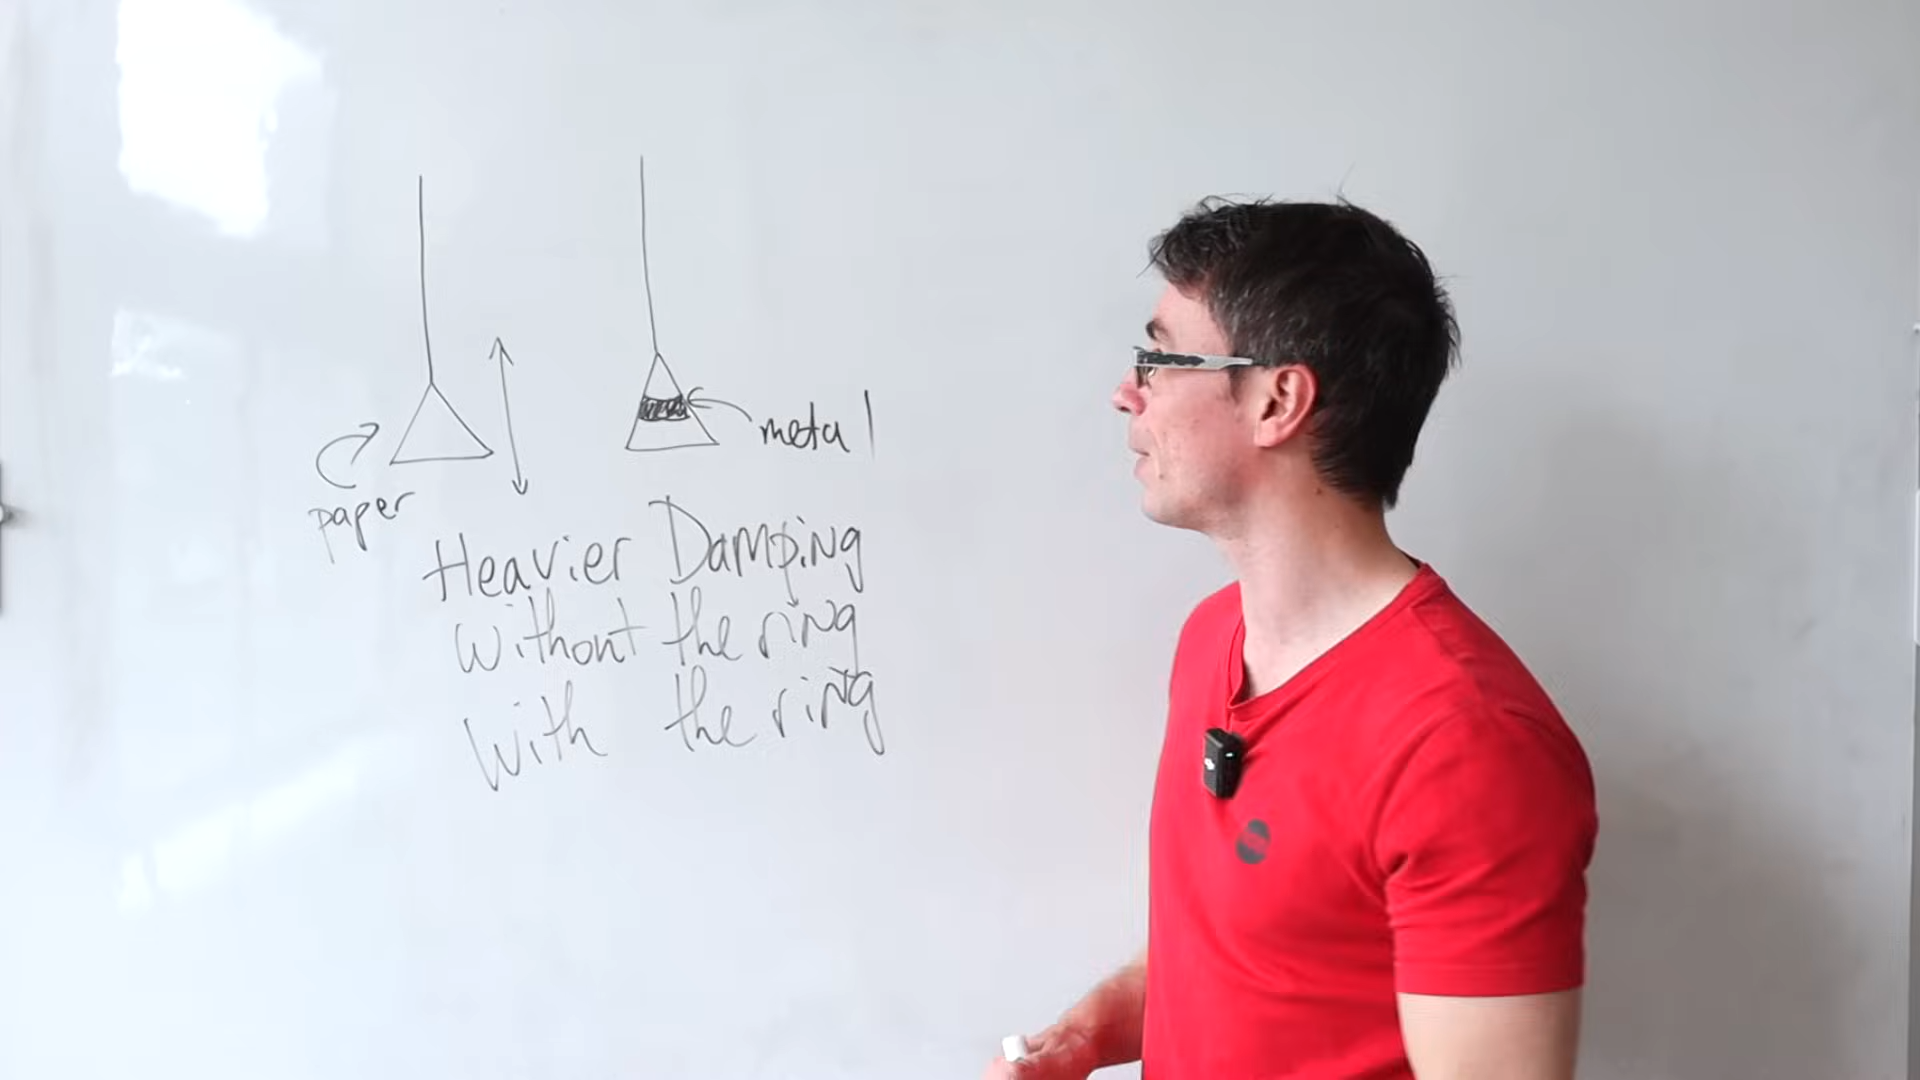 paper
metal
Heavier Damping
Without the ring
With the ring